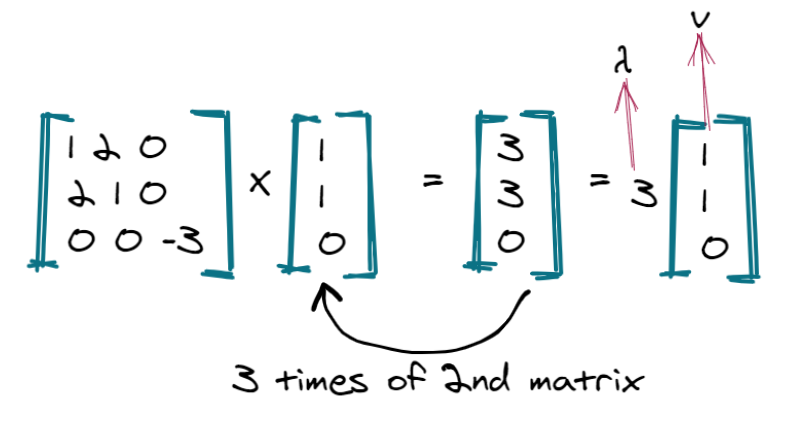 v
λ
1 2 0
2 1 0
0 0 -3
x
1
1
0
=
3
3
0
= 3
1
1
0
3 times of 2nd matrix